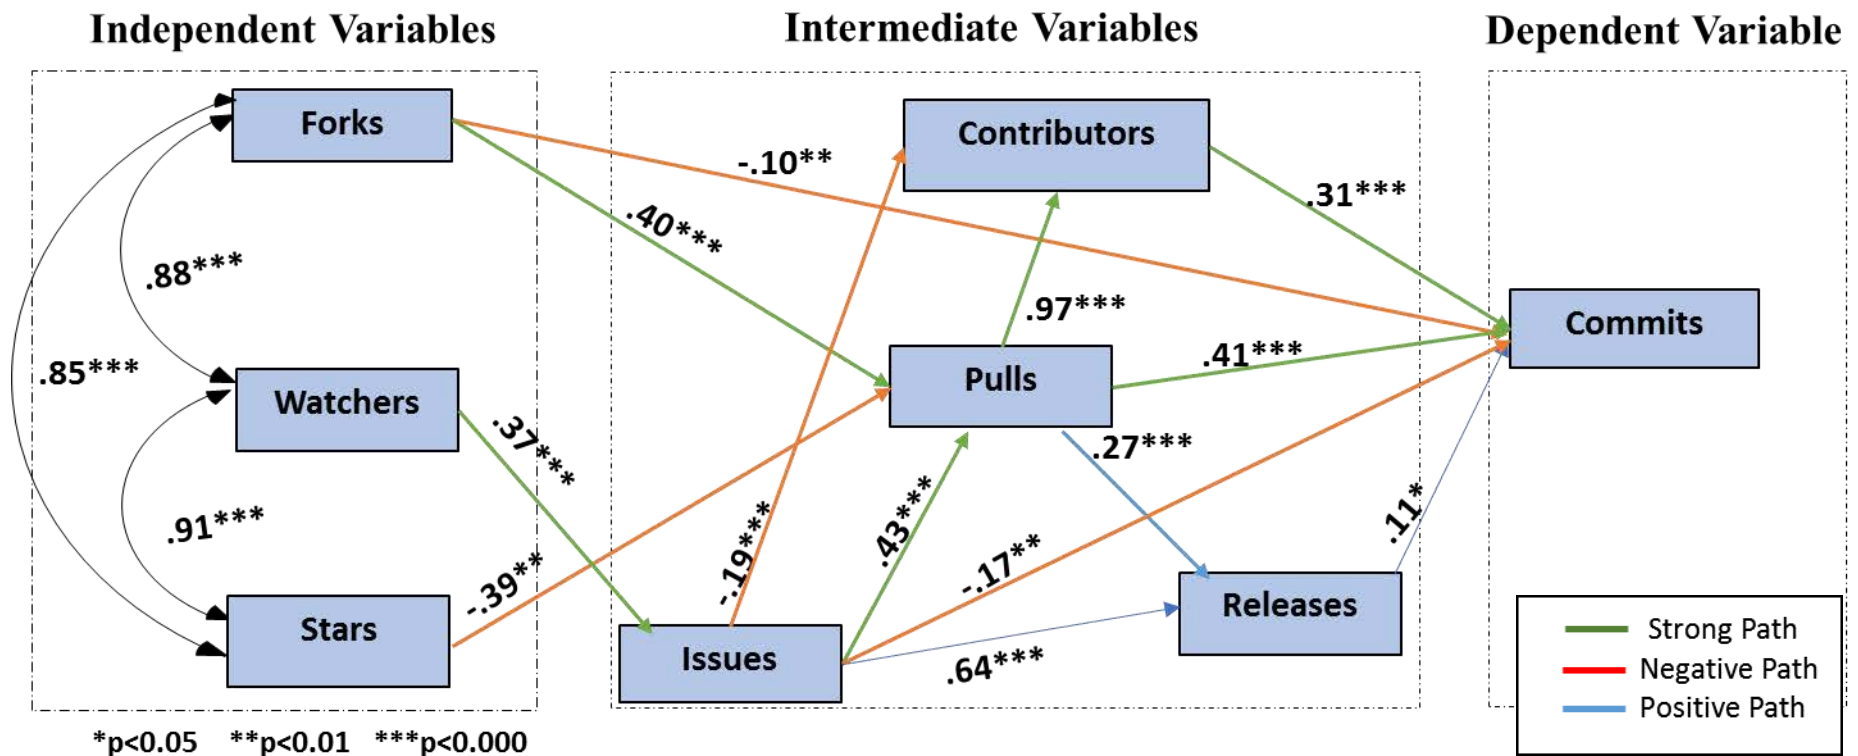 Independent Variables
Intermediate Variables
Dependent Variable
Forks
Contributors
-.10**
.31***
.40***
.88***
.97***
Commits
.85***
Watchers
Pulls
.41***
.37***
.27***
.91***
-.39**
-.19***
.43***
-.17**
.11*
Stars
Issues
.64***
Releases
Strong Path
Negative Path
Positive Path
*p<0.05 **p<0.01 ***p<0.000